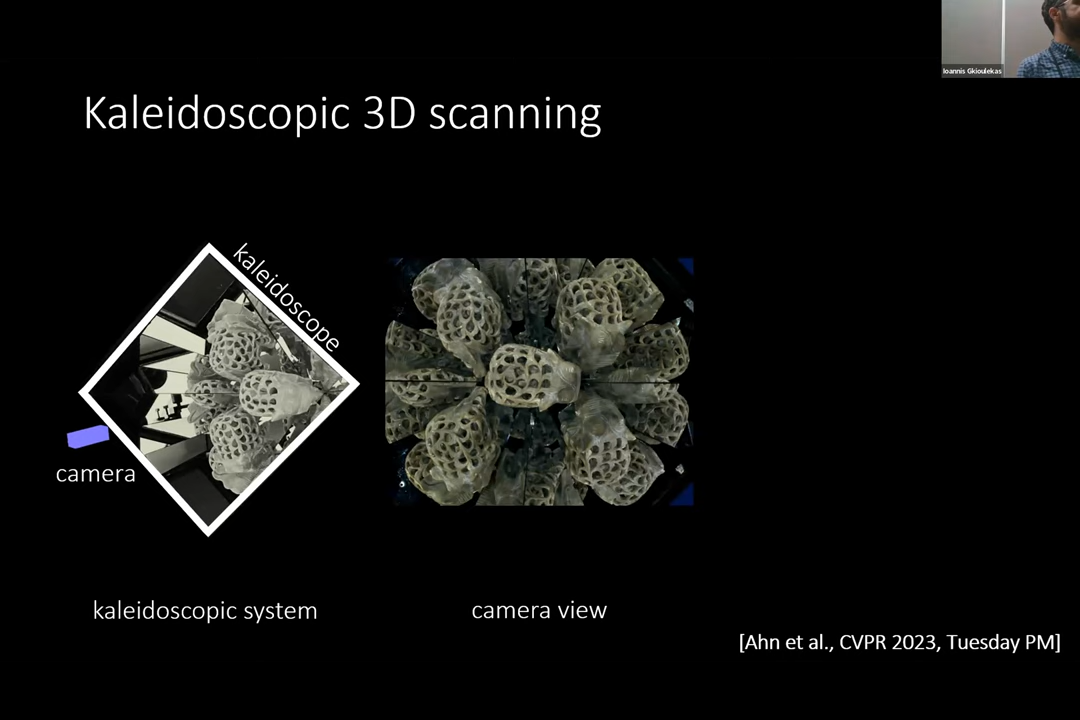 Ioannis Gkioulekas
Kaleidoscopic 3D scanning
kaleidoscope
camera
kaleidoscopic system
camera view
[Ahn et al., CVPR 2023, Tuesday PM]